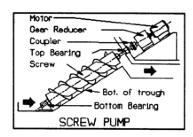 Motor
Gear Reducer
Coupler
Top Bearing
Screw
Bot. of trough
Bottom Bearing
SCREW PUMP